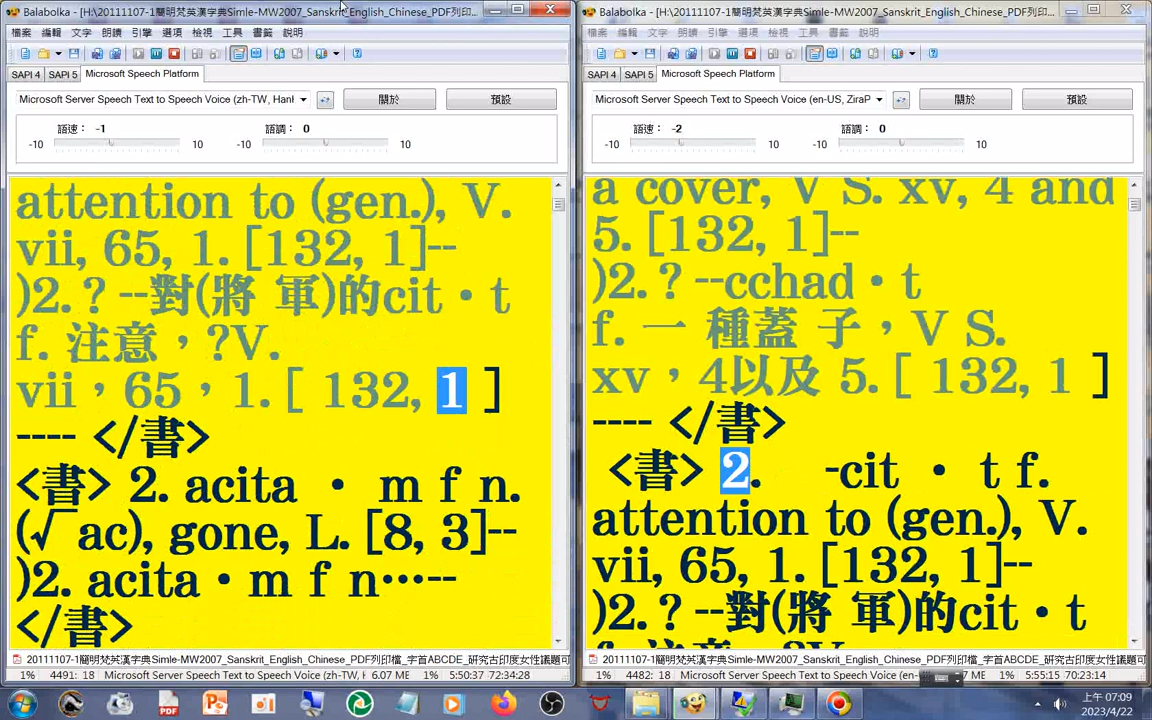 Balabolka - [H:\20111107-1簡明梵英漢字典Simle-MW2007_Sanskrit_English_Chinese_PDF列印...
檔案 編輯 文字 朗讀 引擎 選項 檢視 工具 書籤 說明
SAPI 4 SAPI 5 Microsoft Speech Platform
Microsoft Server Speech Text to Speech Voice (zh-TW, Hanl
關於 預設
語速： -1 語調： 0
-10 10 -10 10
attention to (gen.), V.
vii, 65, 1. [132, 1]--
)2. ? --對(將 軍)的cit・t
f. 注意，?V.
vii，65，1. [ 132, 1 ]
---- </書>
<書> 2. acita ・ m f n.
(√ ac), gone, L. [8, 3]--
)2. acita・m f n…--
</書>
20111107-1簡明梵英漢字典Simle-MW2007_Sanskrit_English_Chinese_PDF列印檔_字首ABCDE_研究古印度女性議題可
1% 4491: 18 Microsoft Server Speech Text to Speech Voice (zh-TW, H 6.07 MB 1% 5:50:37 72:34:28
Balabolka - [H:\20111107-1簡明梵英漢字典Simle-MW2007_Sanskrit_English_Chinese_PDF列印...
檔案 編輯 文字 朗讀 引擎 選項 檢視 工具 書籤 說明
SAPI 4 SAPI 5 Microsoft Speech Platform
Microsoft Server Speech Text to Speech Voice (en-US, ZiraP
關於 預設
語速： -2 語調： 0
-10 10 -10 10
a cover, V S. xv, 4 and
5. [132, 1]--
)2. ? --cchad・t
f. 一 種蓋 子，V S.
xv，4以及 5. [ 132, 1 ]
---- </書>
<書> 2. -cit ・ t f.
attention to (gen.), V.
vii, 65, 1. [132, 1]--
)2. ? --對(將 軍)的cit・t
f. 注意，?V.
20111107-1簡明梵英漢字典Simle-MW2007_Sanskrit_English_Chinese_PDF列印檔_字首ABCDE_研究古印度女性議題可
1% 4482: 18 Microsoft Server Speech Text to Speech Voice 1% 5:55:15 70:23:14
上午 07:09
2023/4/22